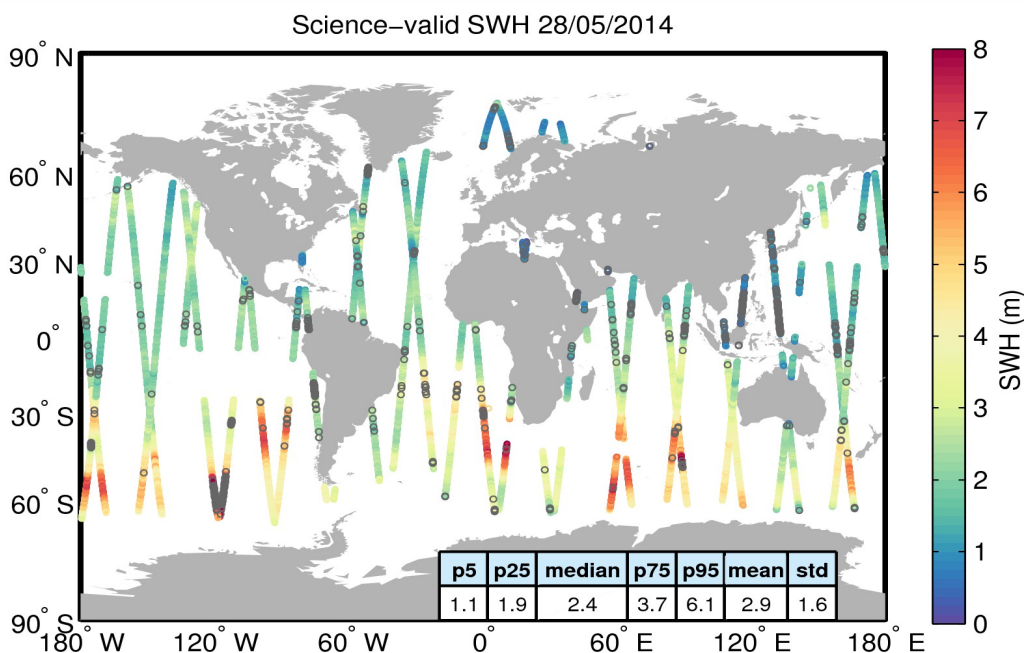 Science−valid SWH 28/05/2014
90° N
60° N
30° N
0°
30° S
60° S
90° S
180° W
120° W
60° W
0°
60° E
120° E
180° E
p5 p25 median p75 p95 mean std
1.1 1.9 2.4 3.7 6.1 2.9 1.6
8
7
6
5
4
3
2
1
0
SWH (m)